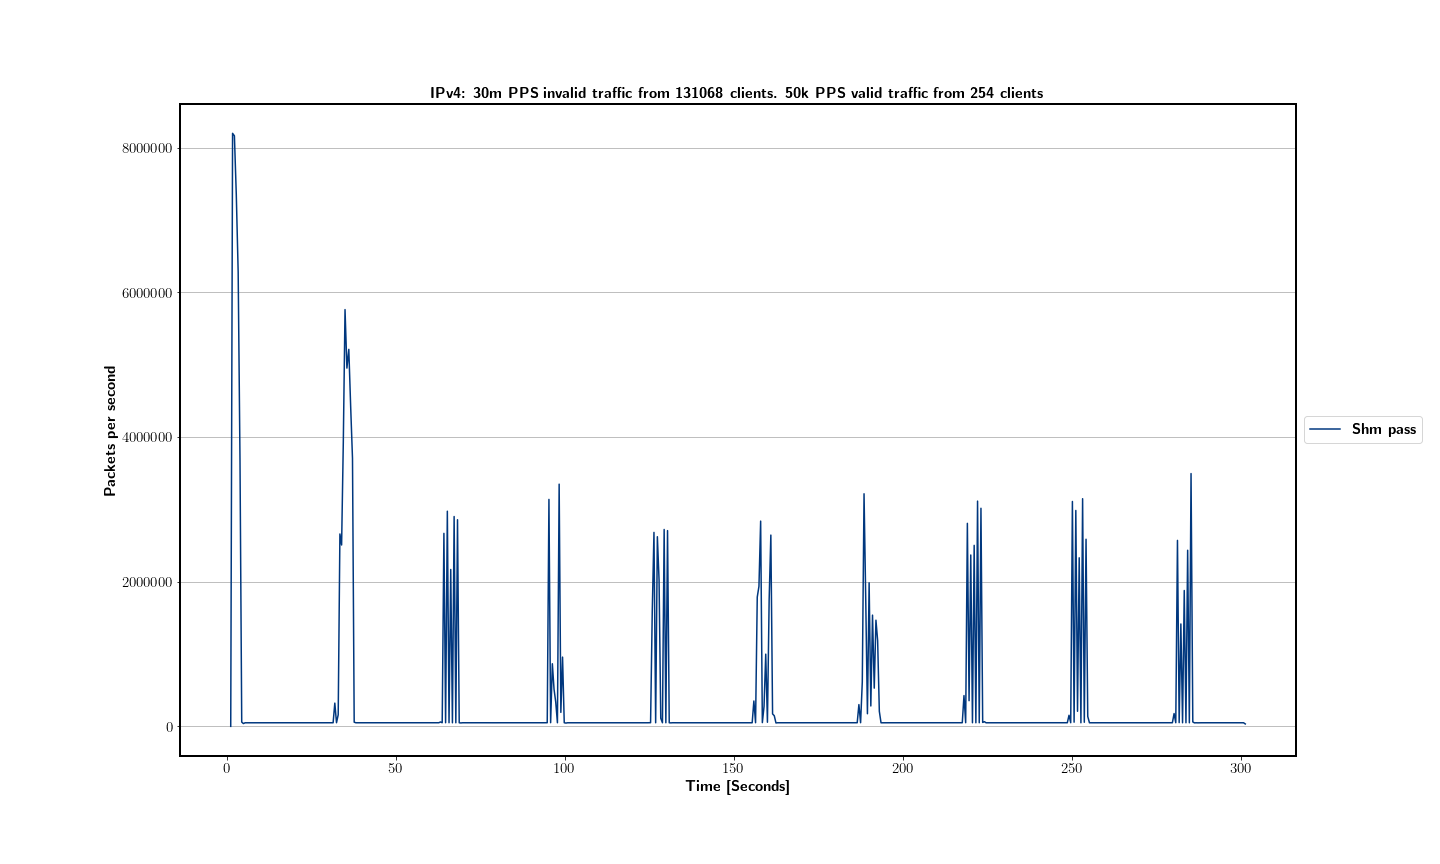 IPv4: 30m PPS invalid traffic from 131068 clients. 50k PPS valid traffic from 254 clients
8000000
6000000
4000000
2000000
0
Packets per second
Shm pass
0 50 100 150 200 250 300
Time [Seconds]